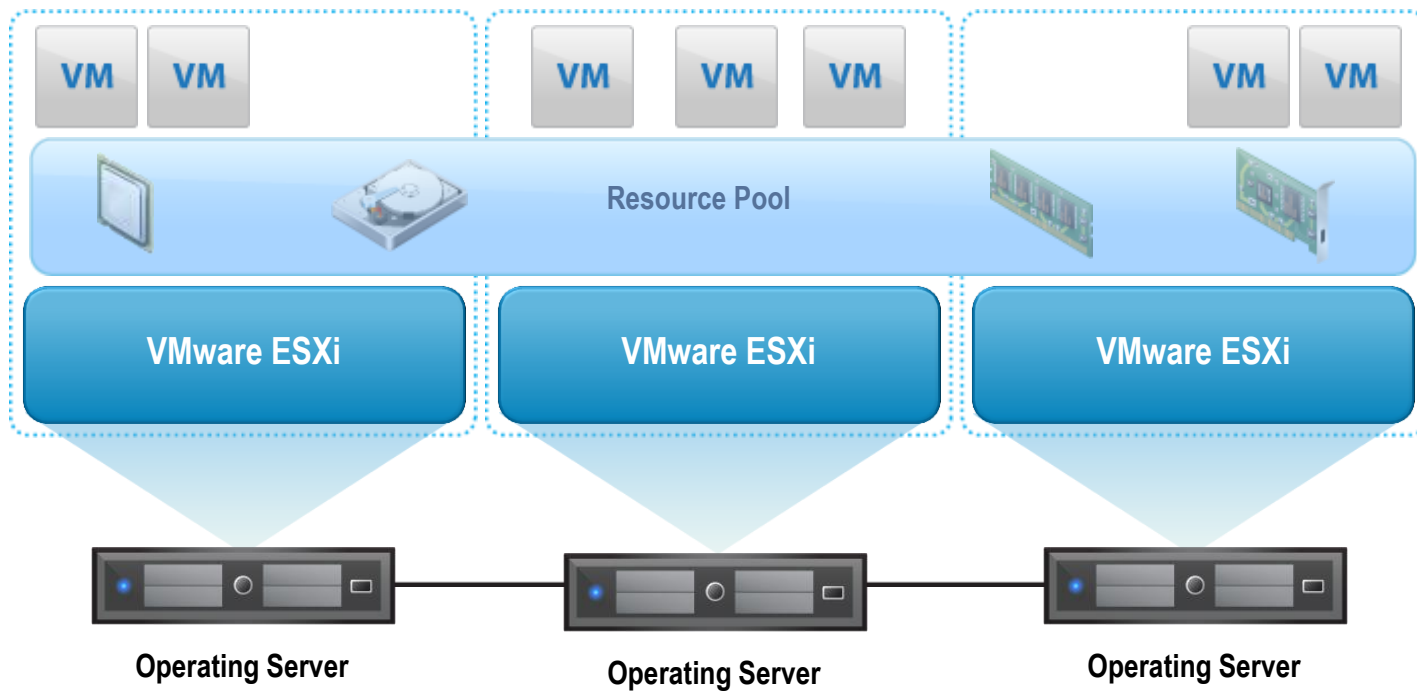 VM VM VM VM VM VM VM
Resource Pool
VMware ESXi VMware ESXi VMware ESXi
Operating Server Operating Server Operating Server